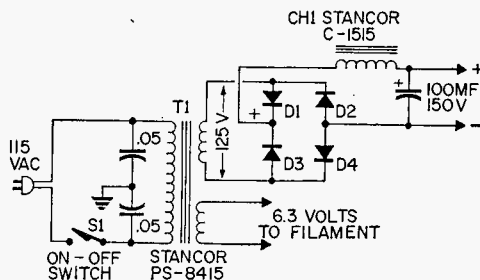 CH1 STANCOR
C-1515
+
+
100MF
150V
-
T1
125 V
+
D1
D2
D3
D4
115
VAC
.05
.05
S1
ON-OFF
SWITCH
STANCOR
PS-8415
6.3 VOLTS
TO FILAMENT